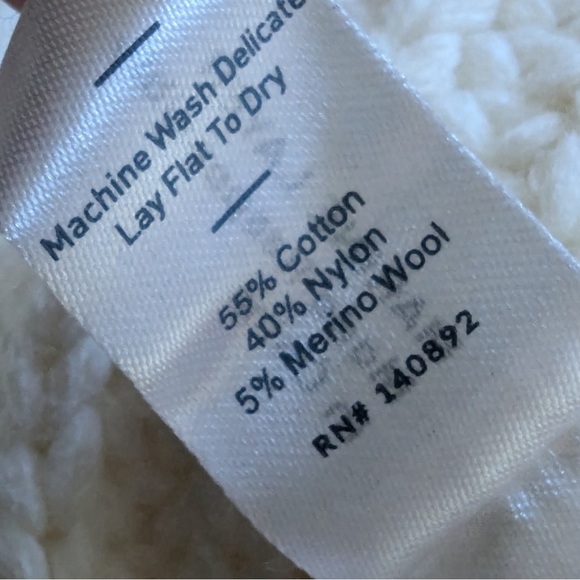 Machine Wash Delicate
Lay Flat To Dry
55% Cotton
40% Nylon
5% Merino Wool
RN# 140892